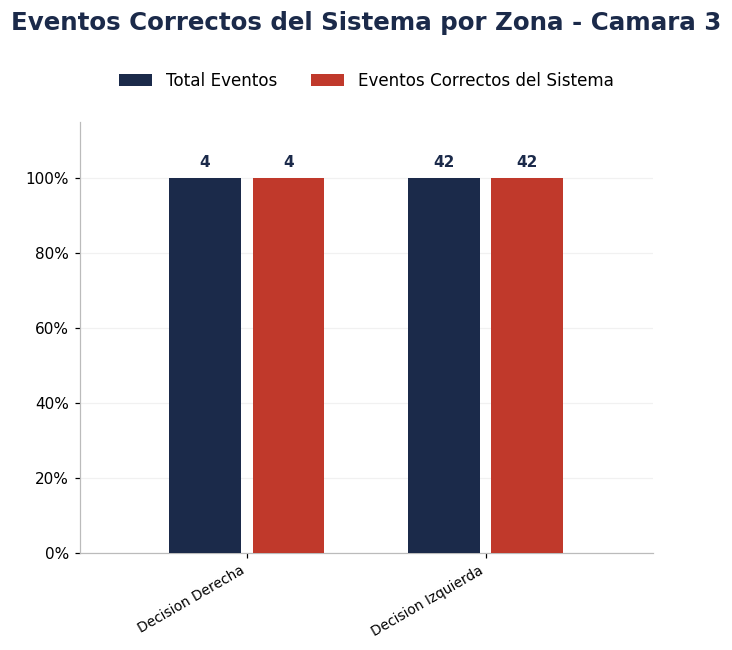 Eventos Correctos del Sistema por Zona - Camara 3
Total Eventos
Eventos Correctos del Sistema
4
4
42
42
100%
80%
60%
40%
20%
0%
Decision Derecha
Decision Izquierda